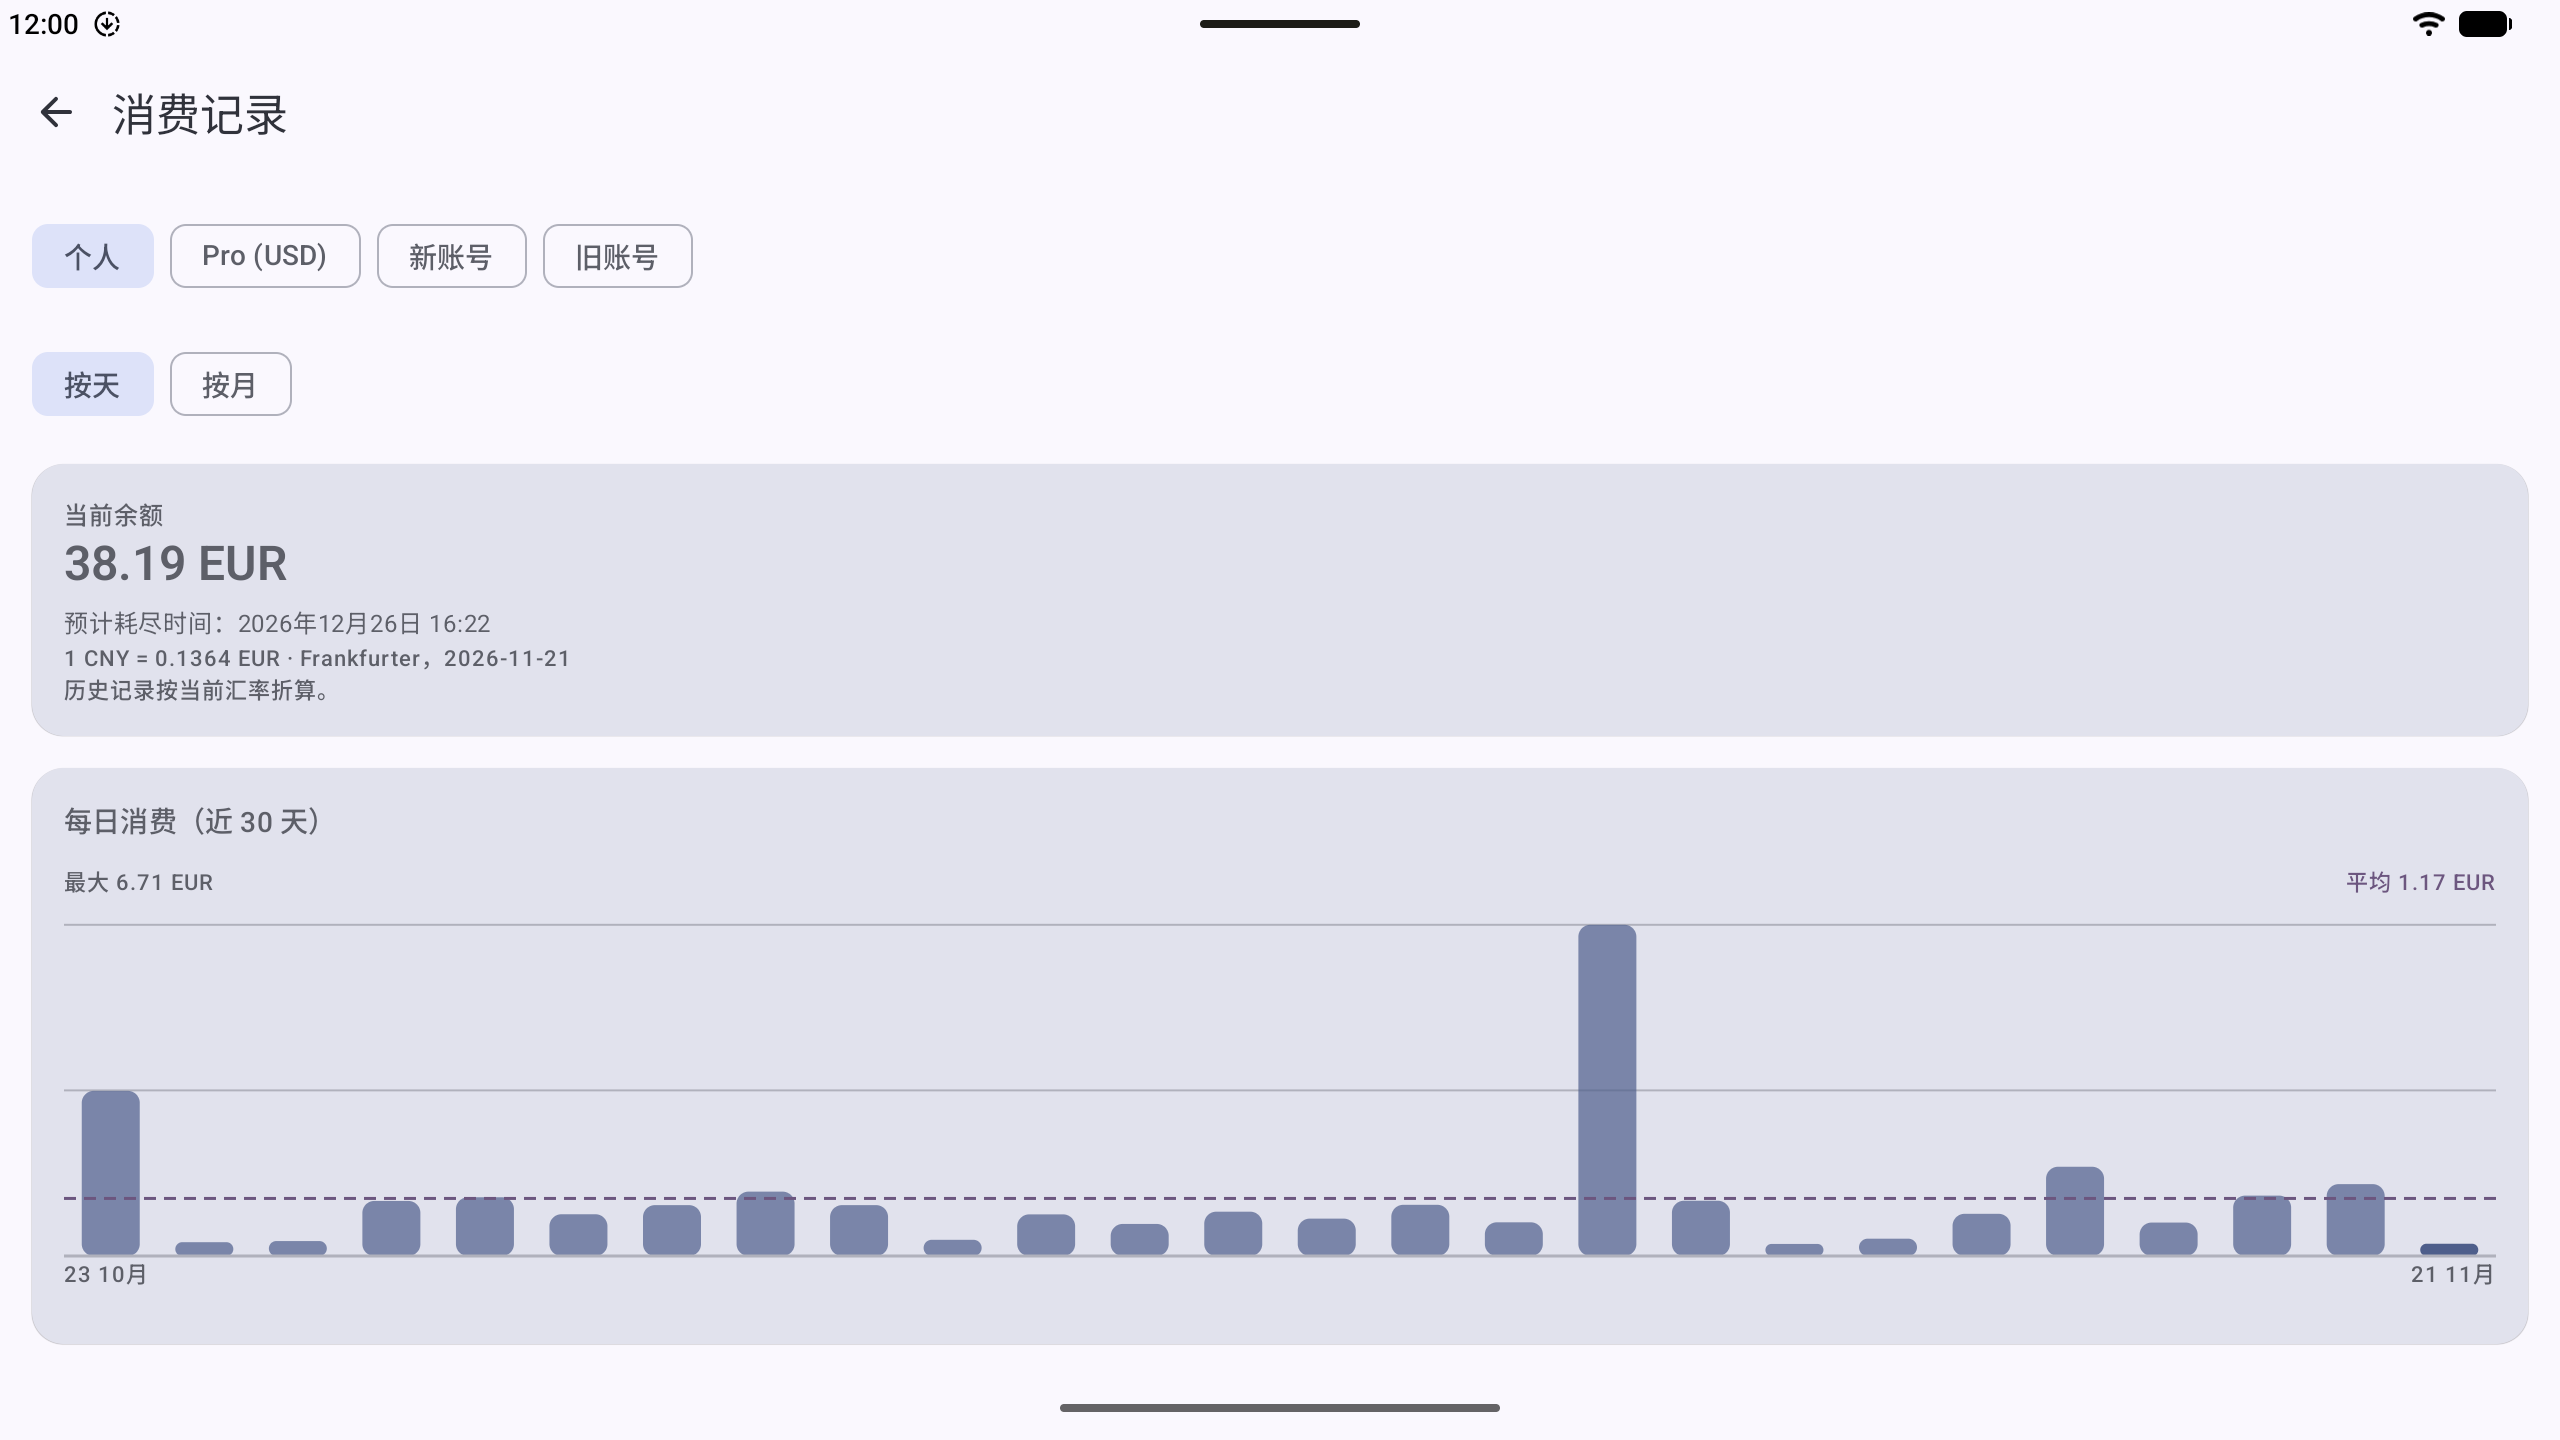 12:00
消费记录
个人
Pro (USD)
新账号
旧账号
按天
按月
当前余额
38.19 EUR
预计耗尽时间：2026年12月26日 16:22
1 CNY = 0.1364 EUR · Frankfurter，2026-11-21
历史记录按当前汇率折算。
每日消费（近 30 天）
最大 6.71 EUR
平均 1.17 EUR
23 10月
21 11月